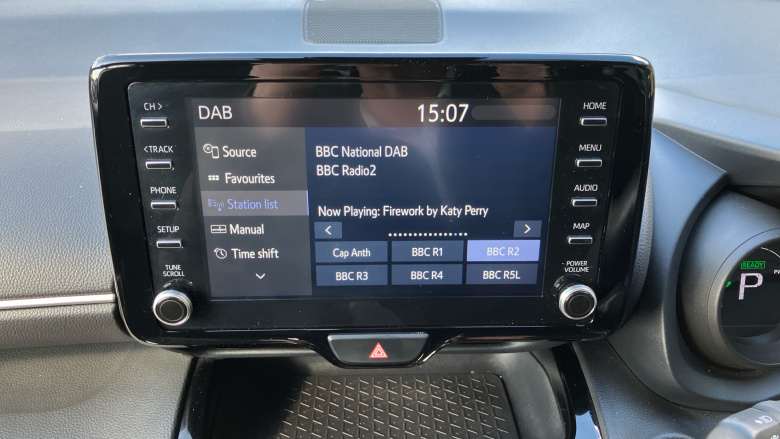 CH >
< TRACK
PHONE
SETUP
TUNE
SCROLL
DAB
15:07
Source
Favourites
Station list
Manual
Time shift
BBC National DAB
BBC Radio2
Now Playing: Firework by Katy Perry
< >
Cap Anth BBC R1 BBC R2
BBC R3 BBC R4 BBC R5L
HOME
MENU
AUDIO
MAP
POWER
VOLUME
READY
P